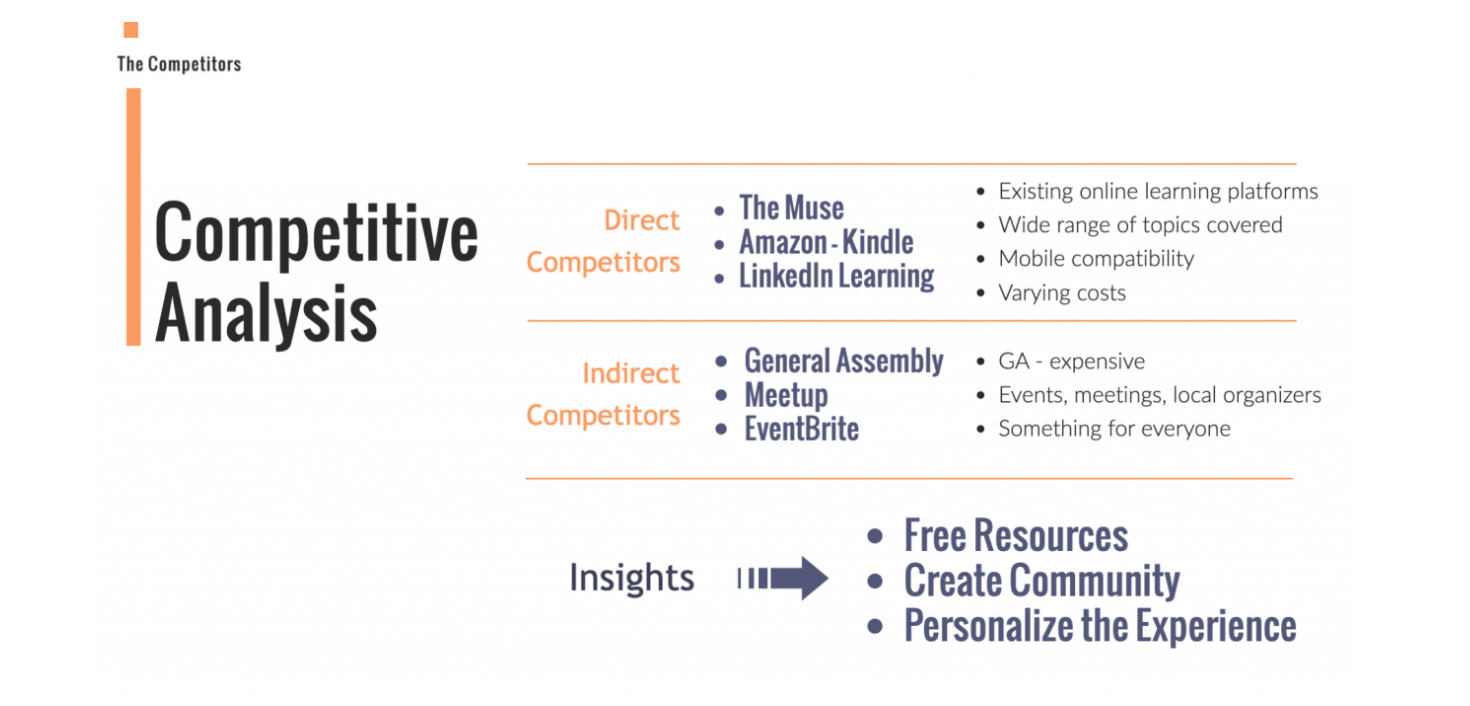 The Competitors
Competitive
Analysis
Direct
Competitors
• The Muse
• Amazon - Kindle
• LinkedIn Learning
• Existing online learning platforms
• Wide range of topics covered
• Mobile compatibility
• Varying costs
Indirect
Competitors
• General Assembly
• Meetup
• EventBrite
• GA - expensive
• Events, meetings, local organizers
• Something for everyone
Insights
• Free Resources
• Create Community
• Personalize the Experience